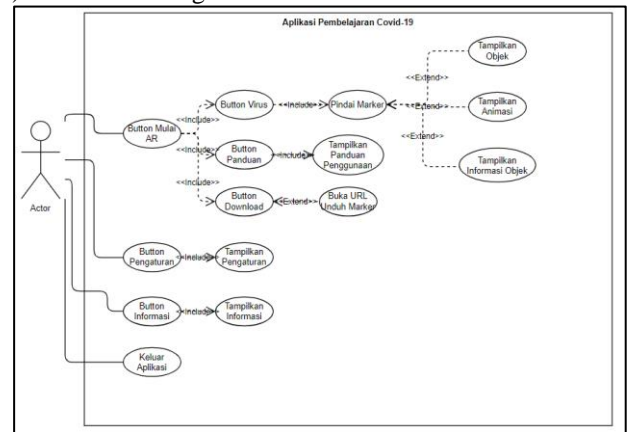 Aplikasi Pembelajaran Covid-19
Tampilkan
Objek
<<Extend>>
Button Virus
<<Include>>
Pindai Marker
<<Extend>>
Tampilkan
Animasi
<<Include>>
Button Mulai
AR
<<Extend>>
<<Include>>
Button
Panduan
<<Include>>
Tampilkan
Panduan
Penggunaan
Tampilkan
Informasi Objek
<<Include>>
Button
Download
<<Extend>>
Buka URL
Unduh Marker
Actor
Button
Pengaturan
<<Include>>
Tampilkan
Pengaturan
Button
Informasi
<<Include>>
Tampilkan
Informasi
Keluar
Aplikasi